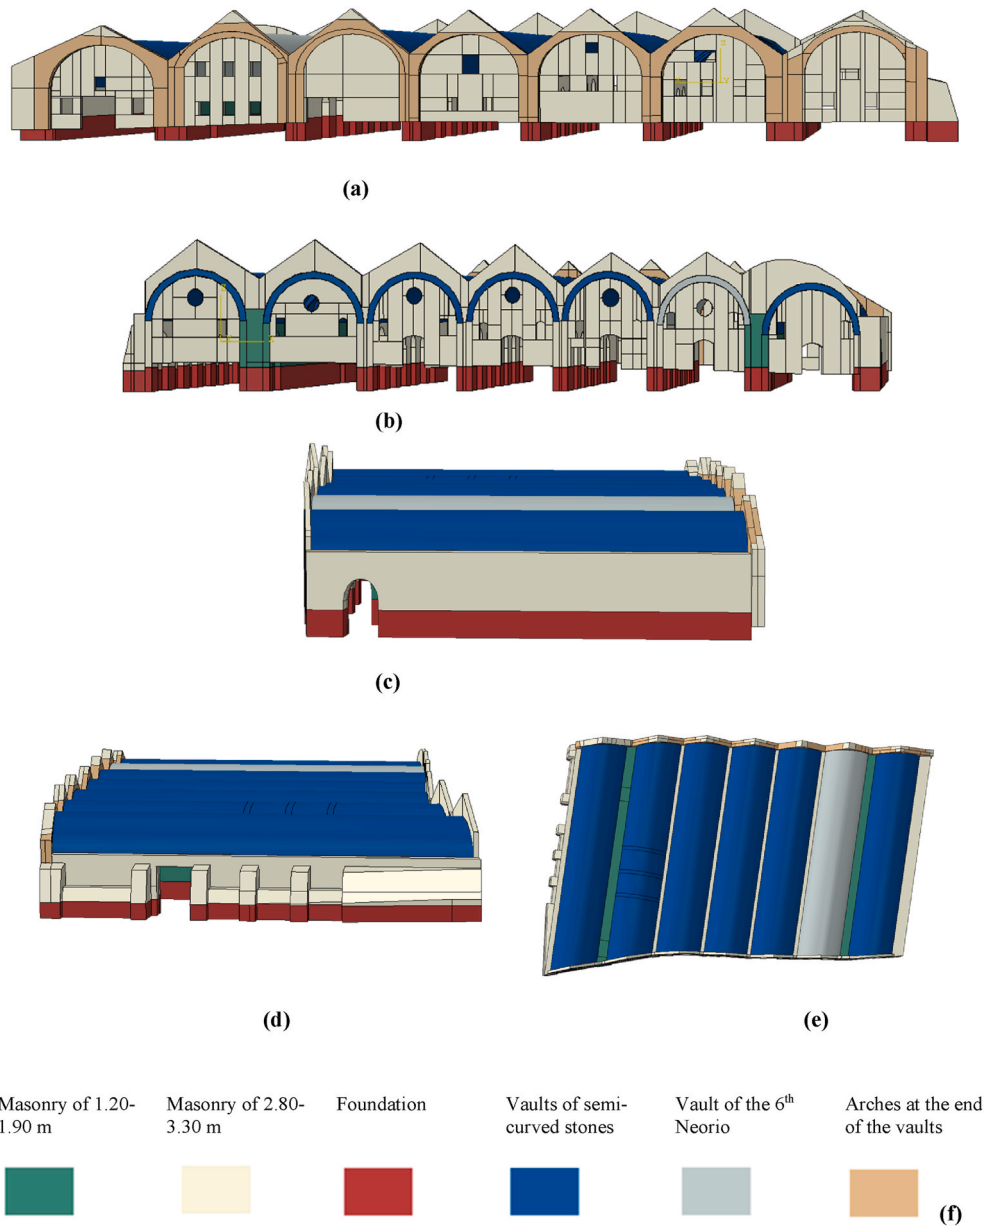 (a)
(b)
(c)
(d)
(e)
Masonry of 1.20-
1.90 m
Masonry of 2.80-
3.30 m
Foundation
Vaults of semi-
curved stones
Vault of the 6th
Neorio
Arches at the end
of the vaults
(f)